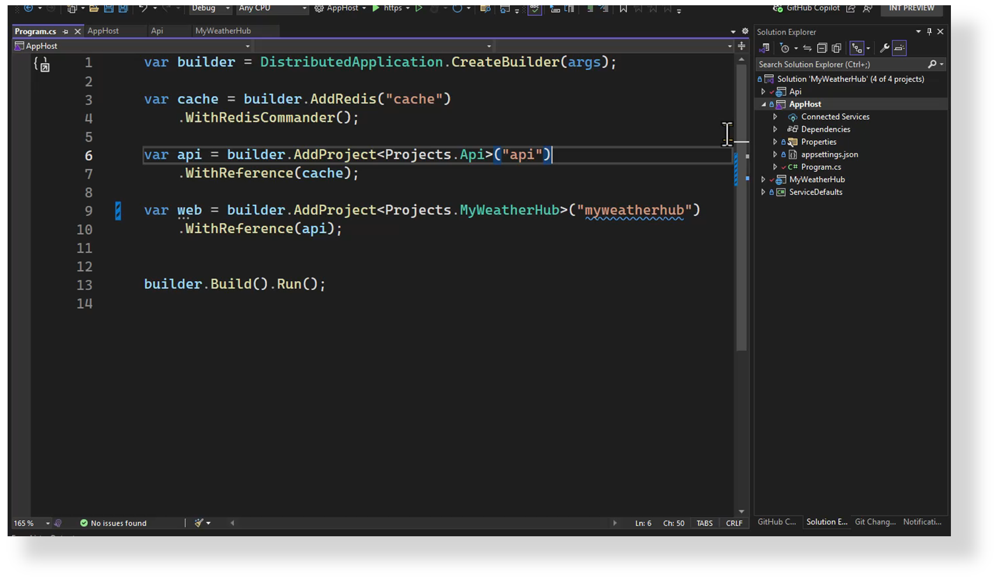 Debug Any CPU AppHost https GitHub Copilot INT PREVIEW
Program.cs AppHost Api MyWeatherHub
AppHost
1 var builder = DistributedApplication.CreateBuilder(args);
2
3 var cache = builder.AddRedis("cache")
4 .WithRedisCommander();
5
6 var api = builder.AddProject<Projects.Api>("api")
7 .WithReference(cache);
8
9 var web = builder.AddProject<Projects.MyWeatherHub>("myweatherhub")
10 .WithReference(api);
11
12
13 builder.Build().Run();
14
165 % No issues found Ln: 6 Ch: 50 TABS CRLF
Solution Explorer
Search Solution Explorer (Ctrl+;)
Solution 'MyWeatherHub' (4 of 4 projects)
Api
AppHost
Connected Services
Dependencies
Properties
appsettings.json
C# Program.cs
MyWeatherHub
C# ServiceDefaults
GitHub C... Solution E... Git Chang... Notificati...